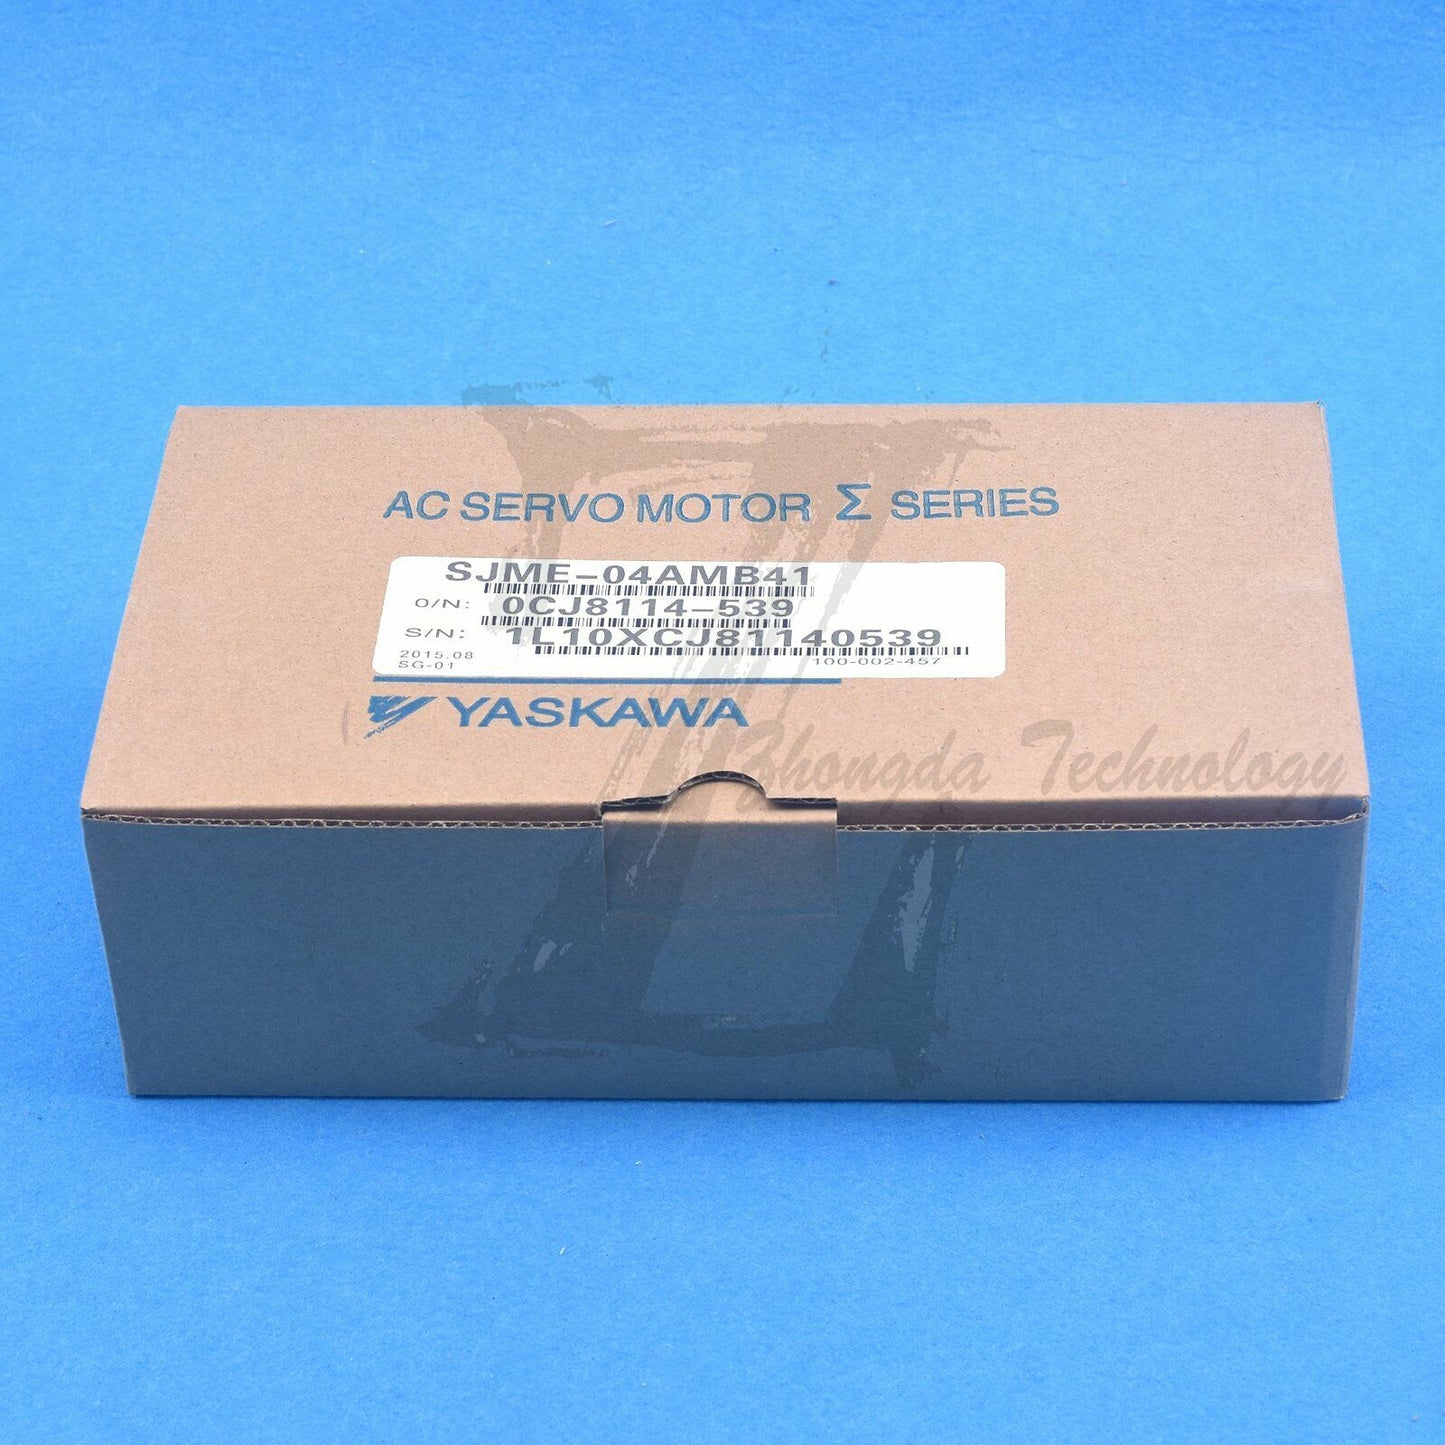 AC SERVO MOTOR Σ SERIES
SJME-04AMB41
O/N: 0CJ8114-539
S/N: 1L10XCJ81140539
2015.08
SG-01 100-002-457
YASKAWA
Zhongda Technology